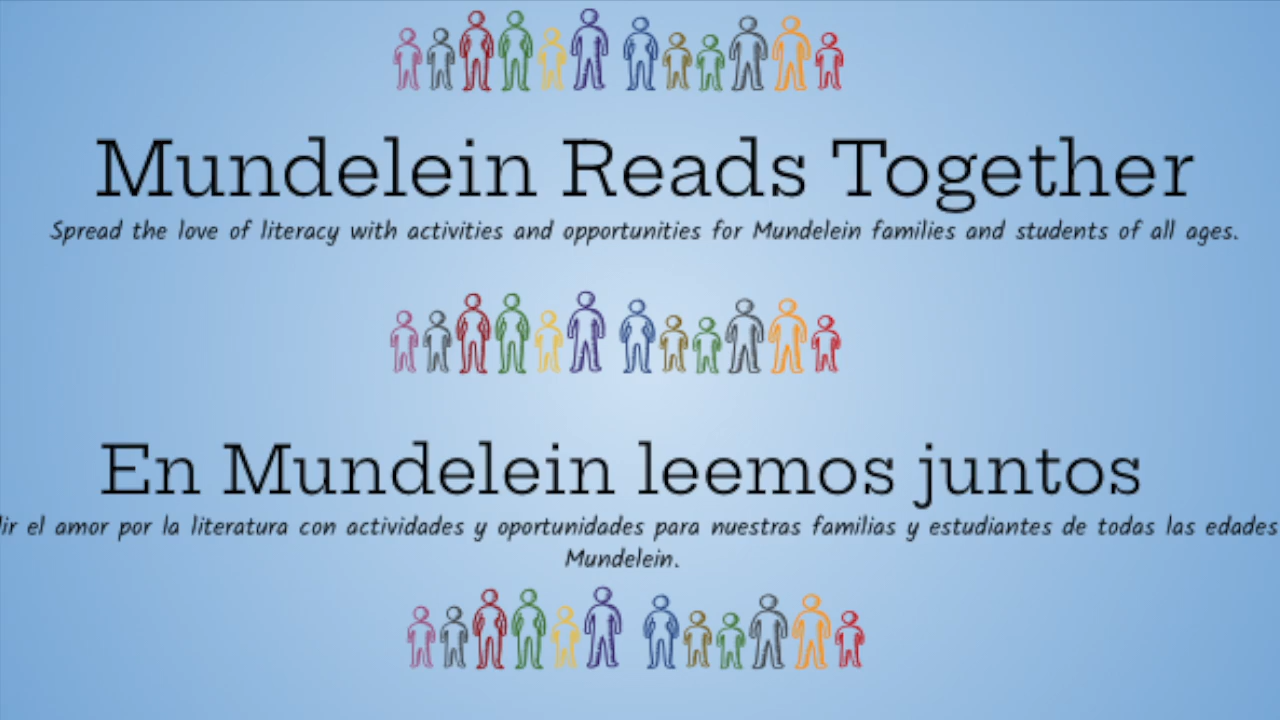 Mundelein Reads Together
Spread the love of literacy with activities and opportunities for Mundelein families and students of all ages.
En Mundelein leemos juntos
el amor por la literatura con actividades y oportunidades para nuestras familias y estudiantes de todas las edades
Mundelein.